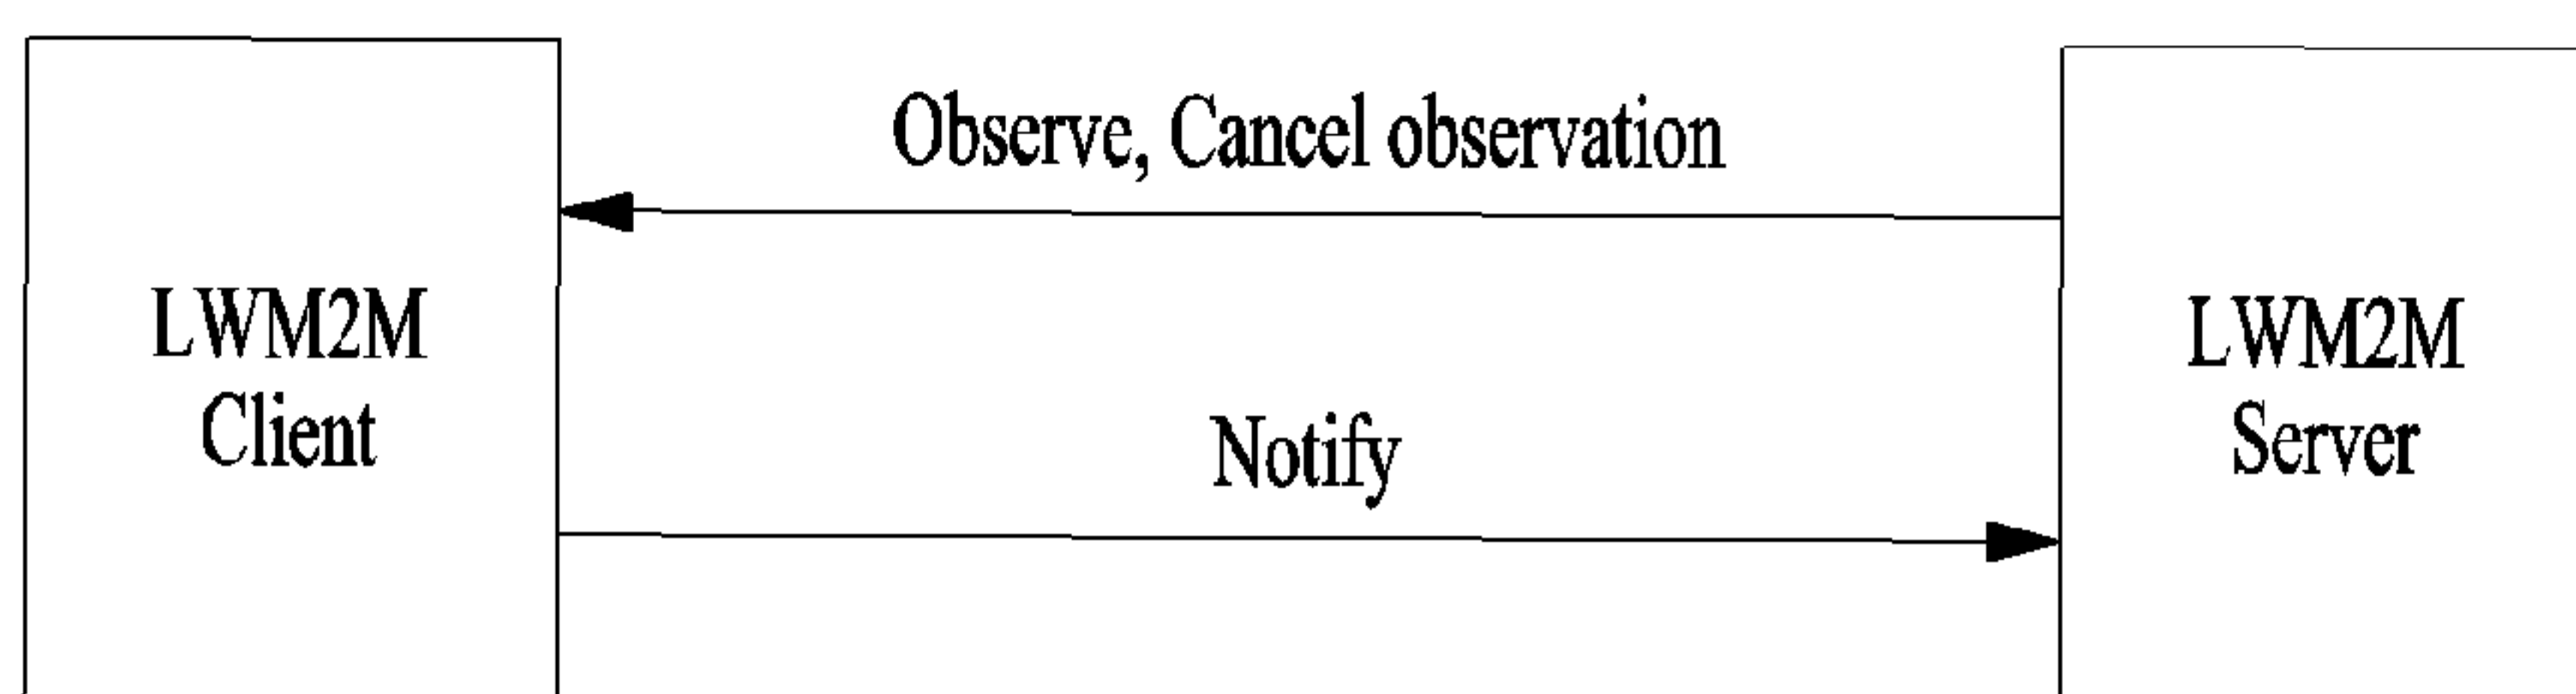 Observe, Cancel observation
LWM2M
Client
Notify
LWM2M
Server